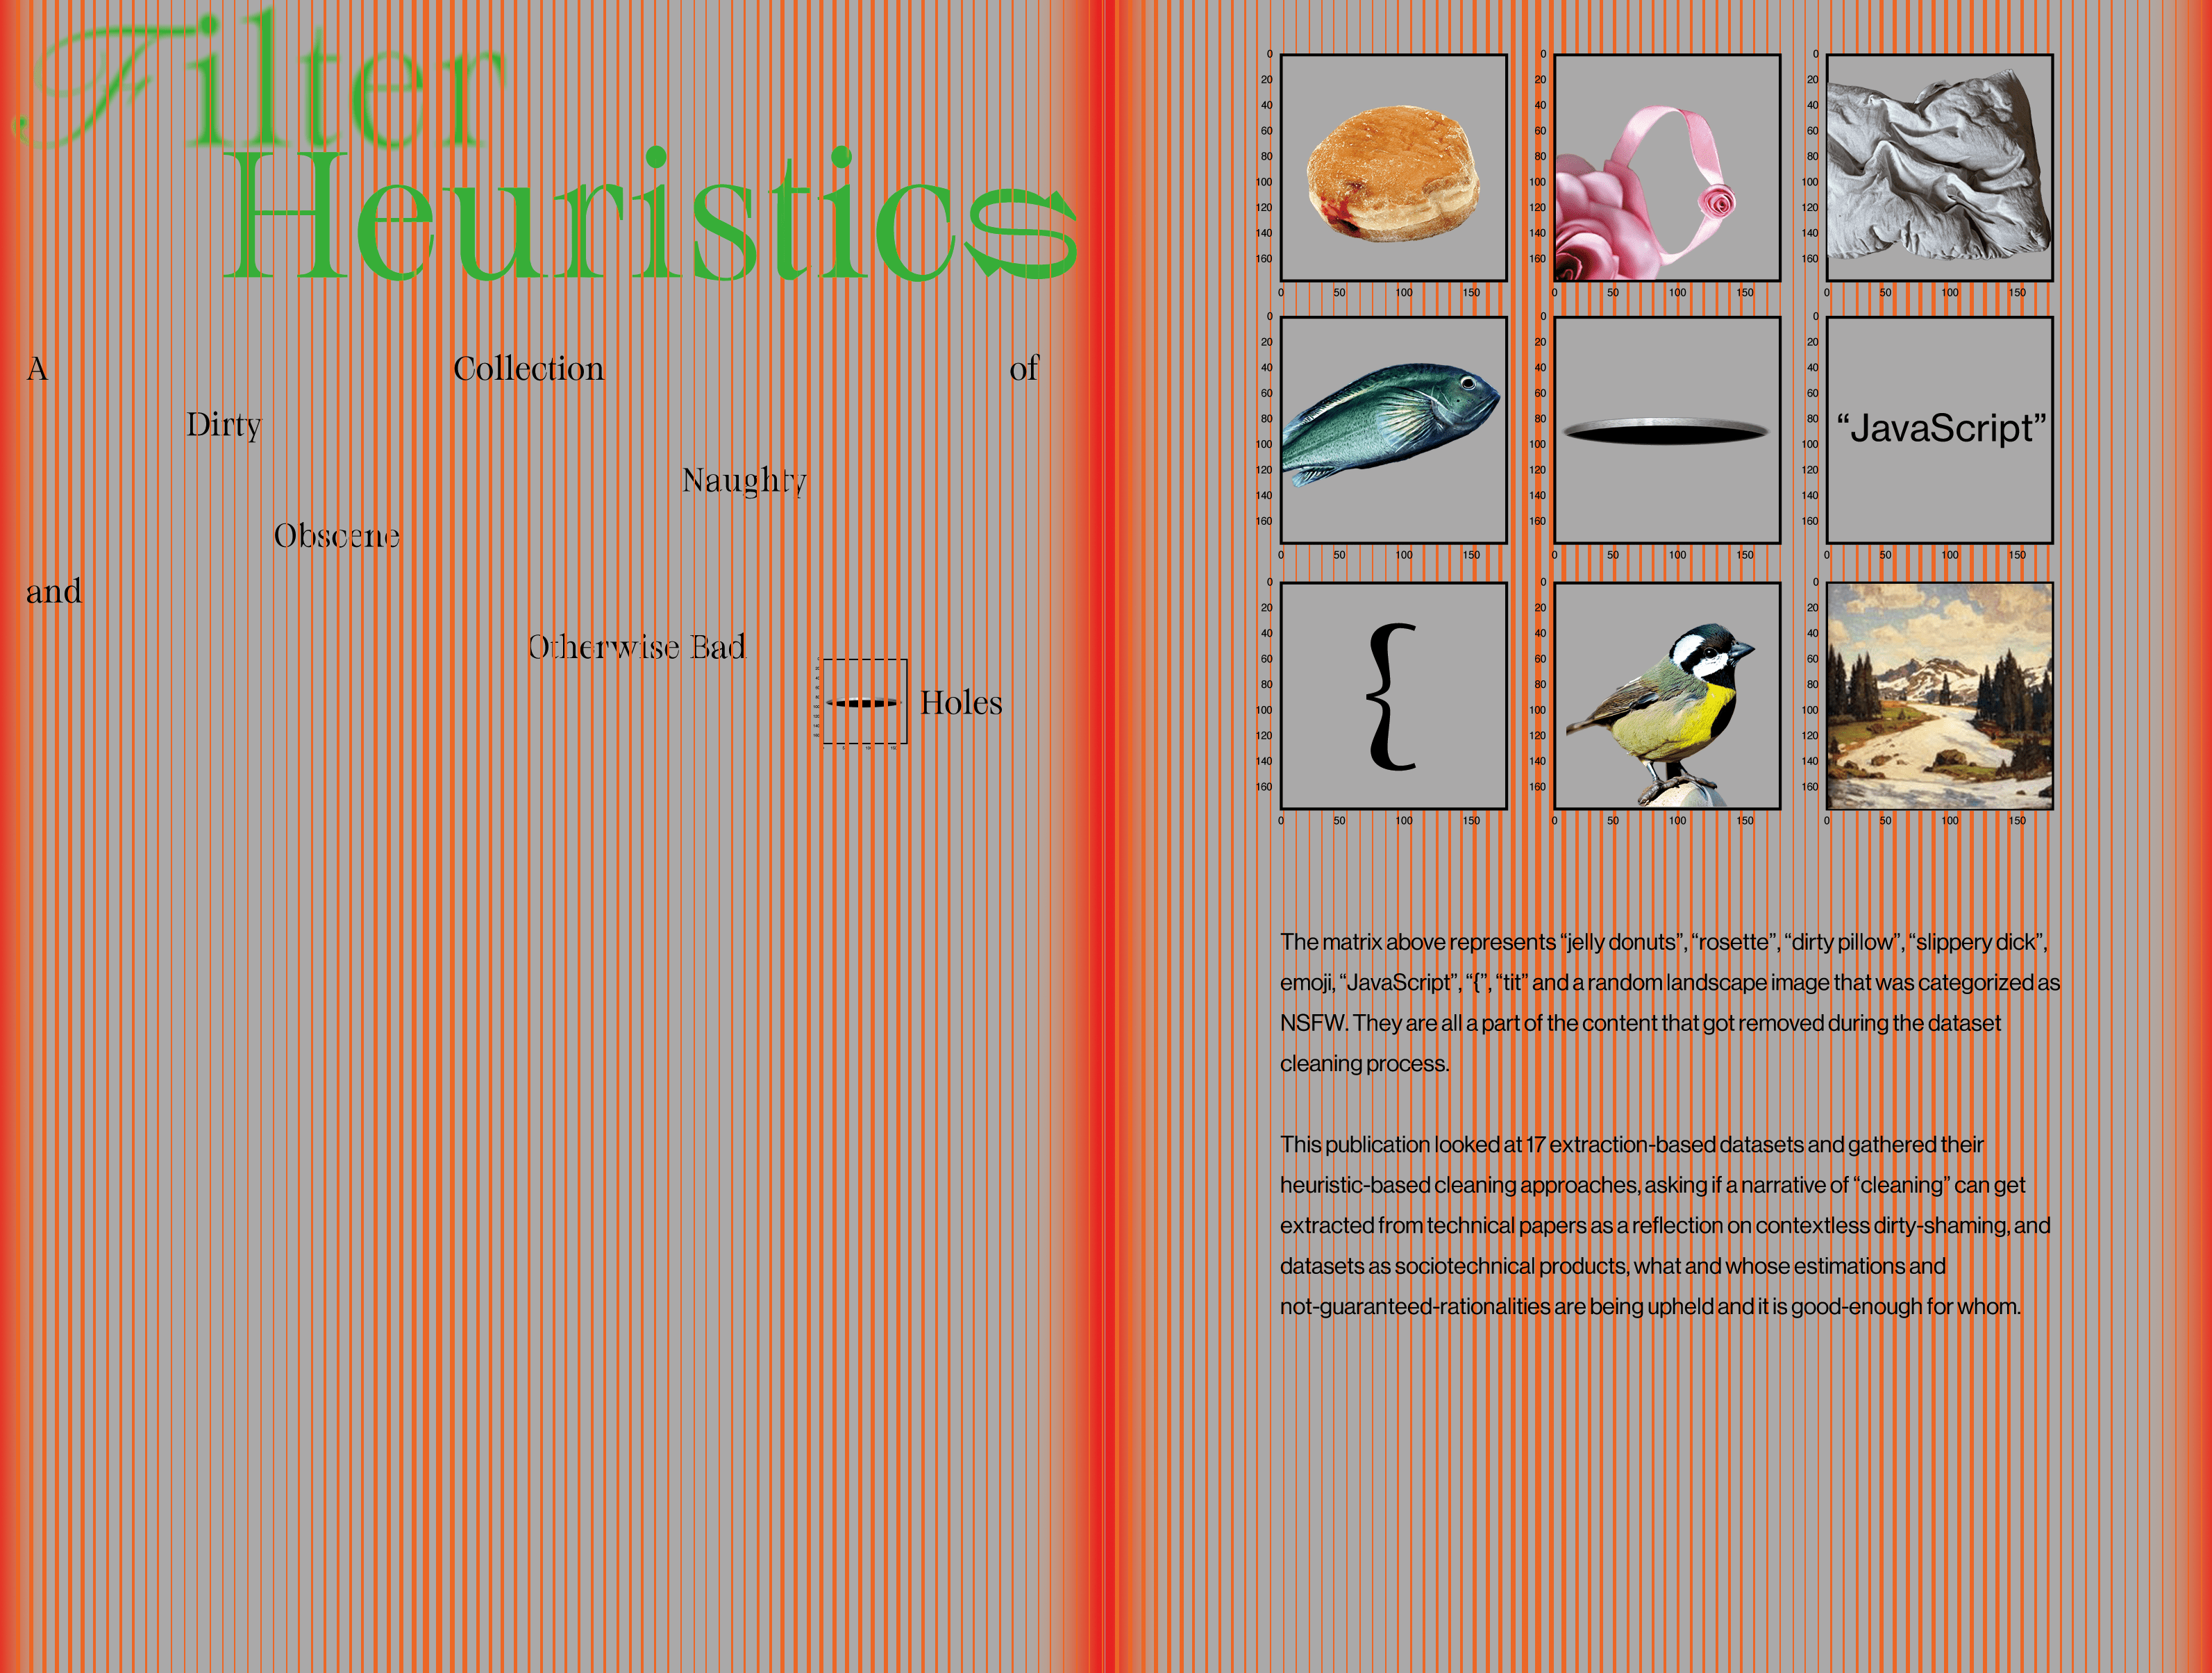 Filter
Heuristics
A Collection of
Dirty
Naughty
Obscene
and
Otherwise Bad
Holes
0 0 0
20 20 20
40 40 40
60 60 60
80 80 80
100 100 100
120 120 120
140 140 140
160 160 160
0 50 100 150 0 50 100 150 0 50 100 150
0 0 0
20 20 20
40 40 40
60 60 60
80 80 80 “JavaScript”
100 100 100
120 120 120
140 140 140
160 160 160
0 50 100 150 0 50 100 150 0 50 100 150
0 0 0
20 20 20
40 40 40
60 60 60
80 { 80 80
100 100 100
120 120 120
140 140 140
160 160 160
0 50 100 150 0 50 100 150 0 50 100 150
The matrix above represents “jelly donuts”, “rosette”, “dirty pillow”, “slippery dick”,
emoji, “JavaScript”, “{”, “tit” and a random landscape image that was categorized as
NSFW. They are all a part of the content that got removed during the dataset
cleaning process.
This publication looked at 17 extraction-based datasets and gathered their
heuristic-based cleaning approaches, asking if a narrative of “cleaning” can get
extracted from technical papers as a reflection on contextless dirty-shaming, and
datasets as sociotechnical products, what and whose estimations and
not-guaranteed-rationalities are being upheld and it is good-enough for whom.